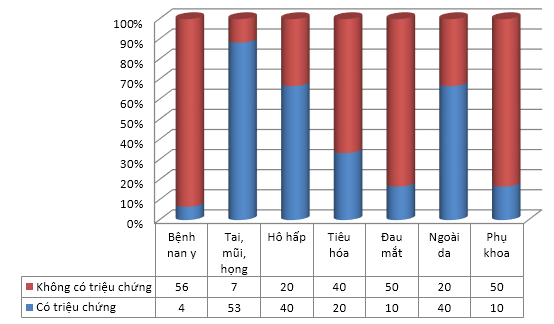 100%
90%
80%
70%
60%
50%
40%
30%
20%
10%
0%
Bệnh nan y
Tai, mũi, họng
Hô hấp
Tiêu hóa
Đau mắt
Ngoài da
Phụ khoa
Không có triệu chứng 56 7 20 40 50 20 50
Có triệu chứng 4 53 40 20 10 40 10